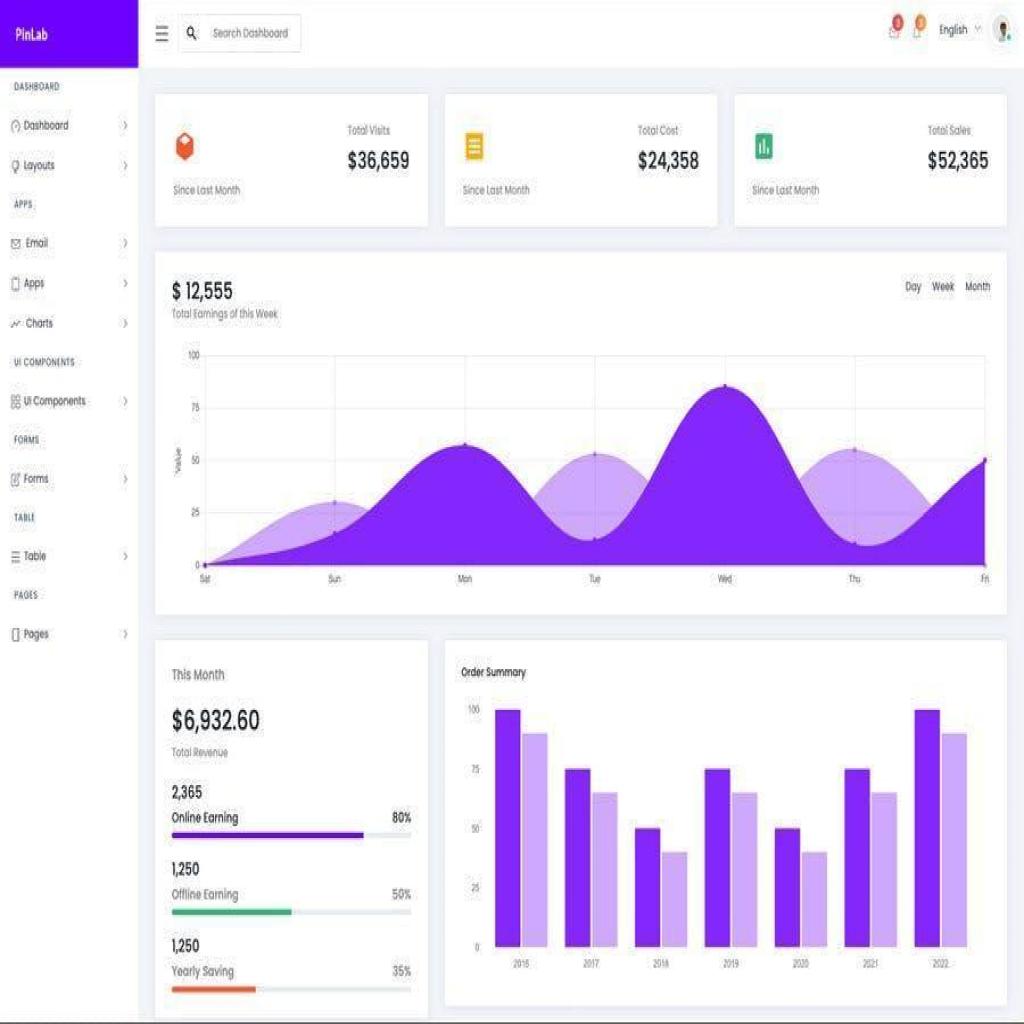 PinLab
Search Dashboard
English
DASHBOARD
Dashboard
Layouts
APPS
Email
Apps
Charts
UI COMPONENTS
Ui Components
FORMS
Forms
TABLE
Table
PAGES
Pages
Total Visits
$36,659
Since Last Month
Total Cost
$24,358
Since Last Month
Total Sales
$52,365
Since Last Month
$ 12,555
Total Earnings of this Week
Day Week Month
100
75
50
25
0
Value
Sat Sun Mon Tue Wed Thu Fri
This Month
$6,932.60
Total Revenue
2,365
Online Earning 80%
1,250
Offline Earning 50%
1,250
Yearly Saving 35%
Order Summary
100
75
50
25
0
2016 2017 2018 2019 2020 2021 2022